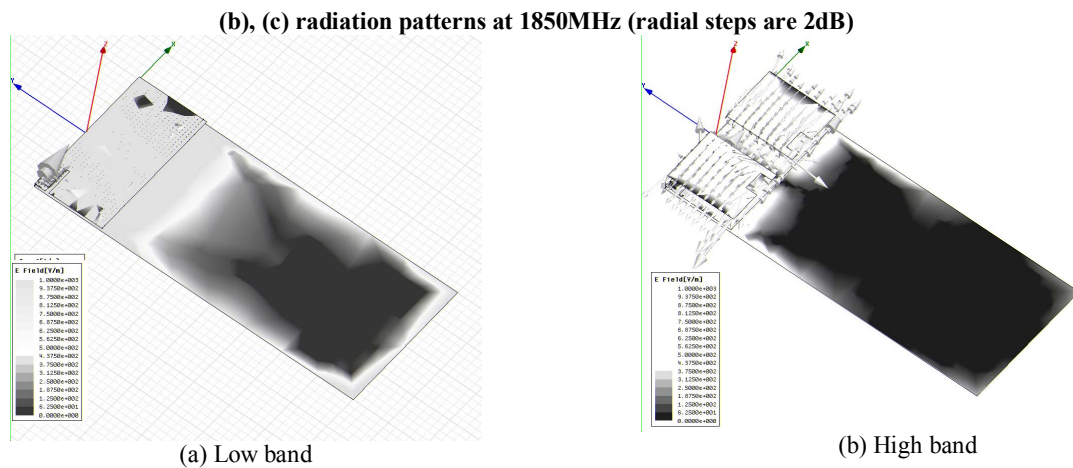 (b), (c) radiation patterns at 1850MHz (radial steps are 2dB)
Z
X
Y
E Field[V/m]
1.0000e+003
9.3750e+002
8.7500e+002
8.1250e+002
7.5000e+002
6.8750e+002
6.2500e+002
5.6250e+002
5.0000e+002
4.3750e+002
3.7500e+002
3.1250e+002
2.5000e+002
1.8750e+002
1.2500e+002
6.2500e+001
0.0000e+000
(a) Low band
Z
X
Y
E Field[V/m]
1.0000e+003
9.3750e+002
8.7500e+002
8.1250e+002
7.5000e+002
6.8750e+002
6.2500e+002
5.6250e+002
5.0000e+002
4.3750e+002
3.7500e+002
3.1250e+002
2.5000e+002
1.8750e+002
1.2500e+002
6.2500e+001
0.0000e+000
(b) High band